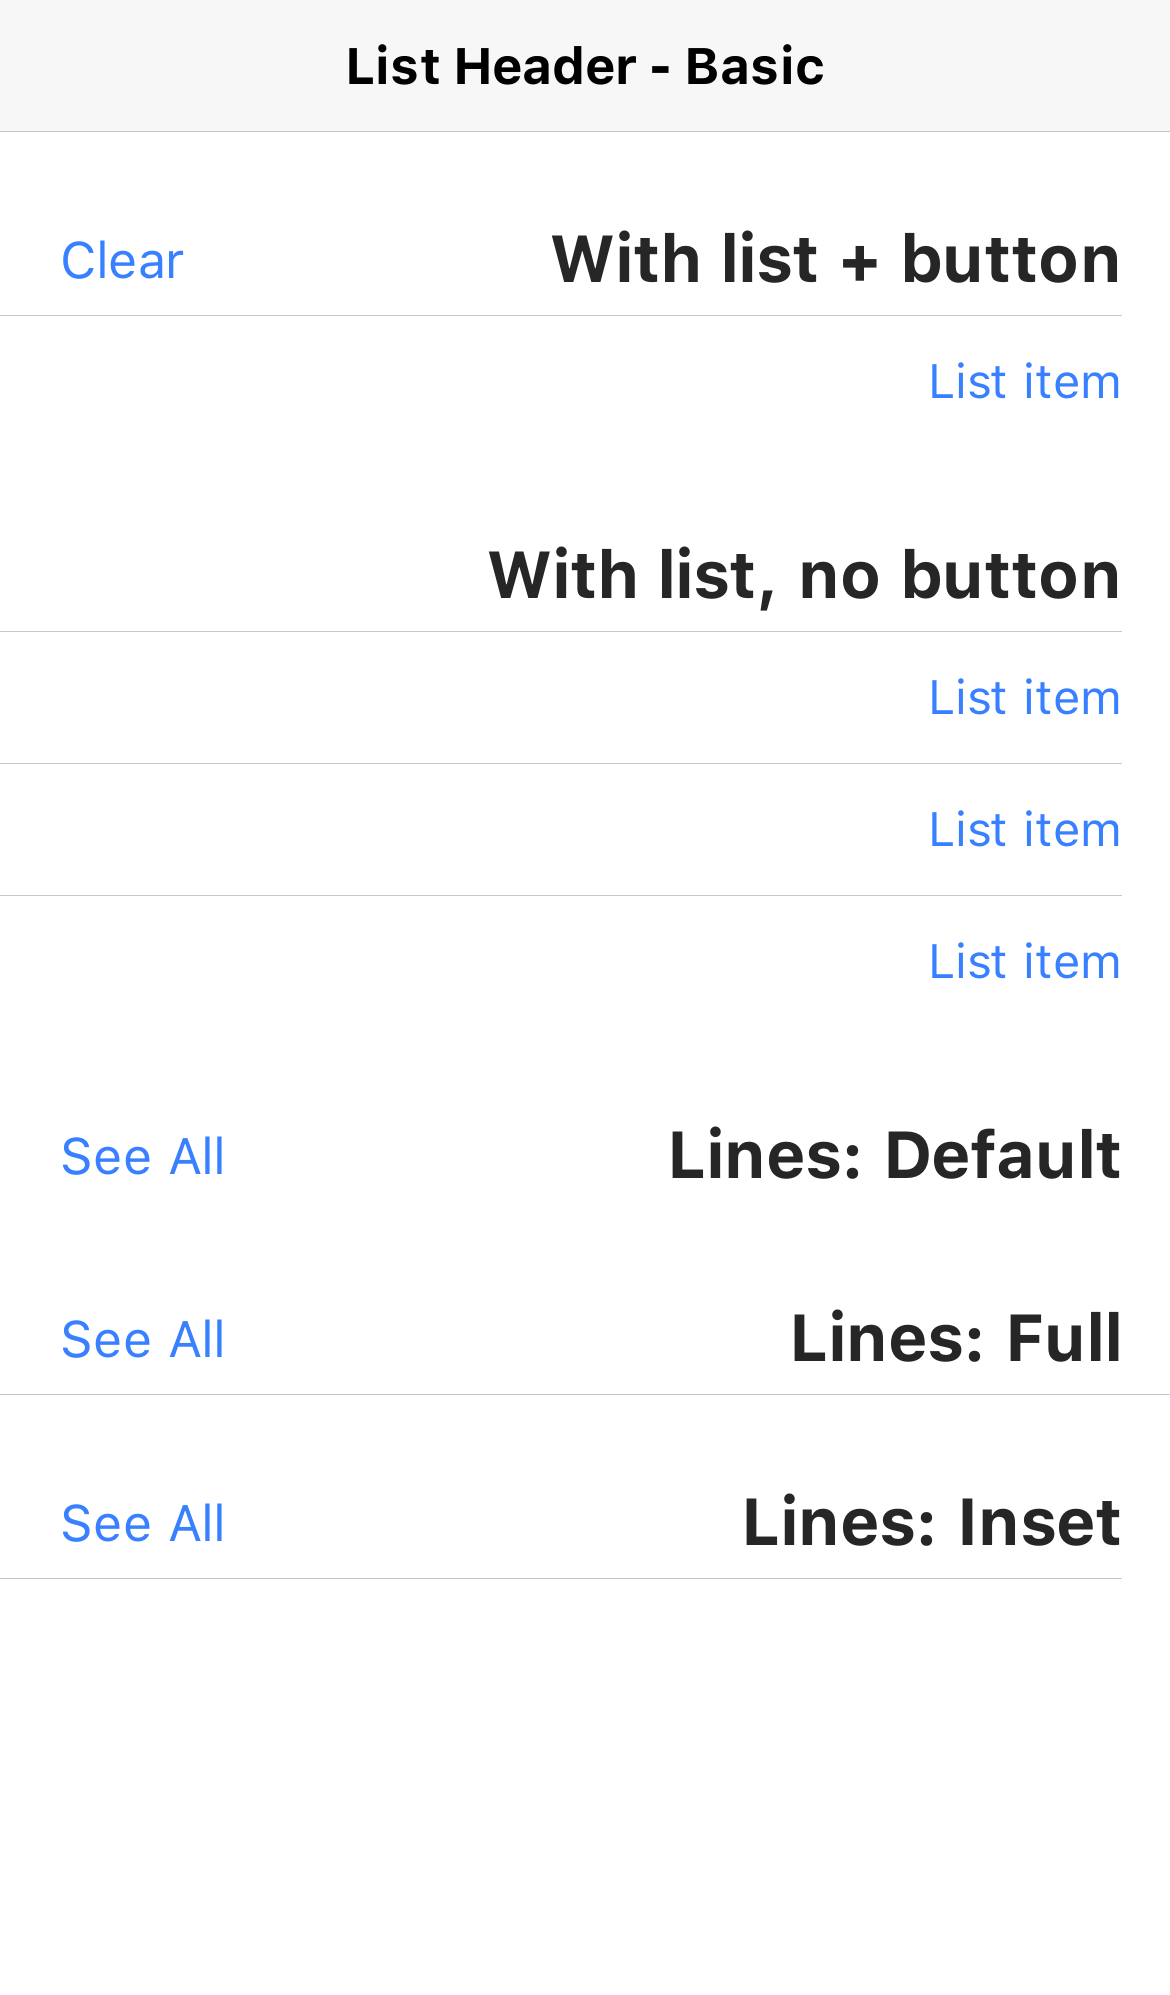 List Header - Basic
With list + button
Clear
List item
With list, no button
List item
List item
List item
Lines: Default
See All
Lines: Full
See All
Lines: Inset
See All